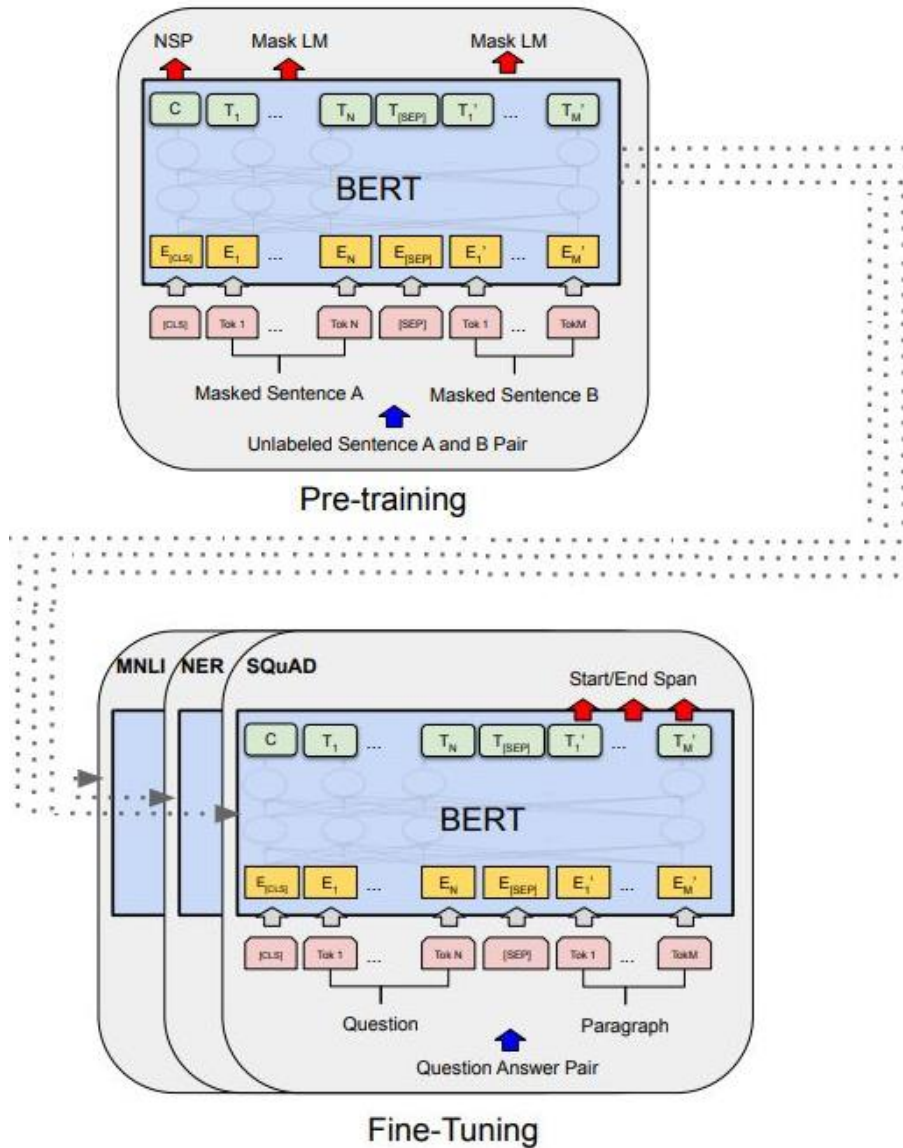 NSP Mask LM Mask LM
C T1 ... TN T[SEP] T1' ... TM'
BERT
E[CLS] E1 ... EN E[SEP] E1' ... EM'
[CLS] Tok 1 ... Tok N [SEP] Tok 1 ... TokM
Masked Sentence A Masked Sentence B
Unlabeled Sentence A and B Pair
Pre-training
MNLI NER SQuAD
Start/End Span
C T1 ... TN T[SEP] T1' ... TM'
BERT
E[CLS] E1 ... EN E[SEP] E1' ... EM'
[CLS] Tok 1 ... Tok N [SEP] Tok 1 ... TokM
Question Paragraph
Question Answer Pair
Fine-Tuning